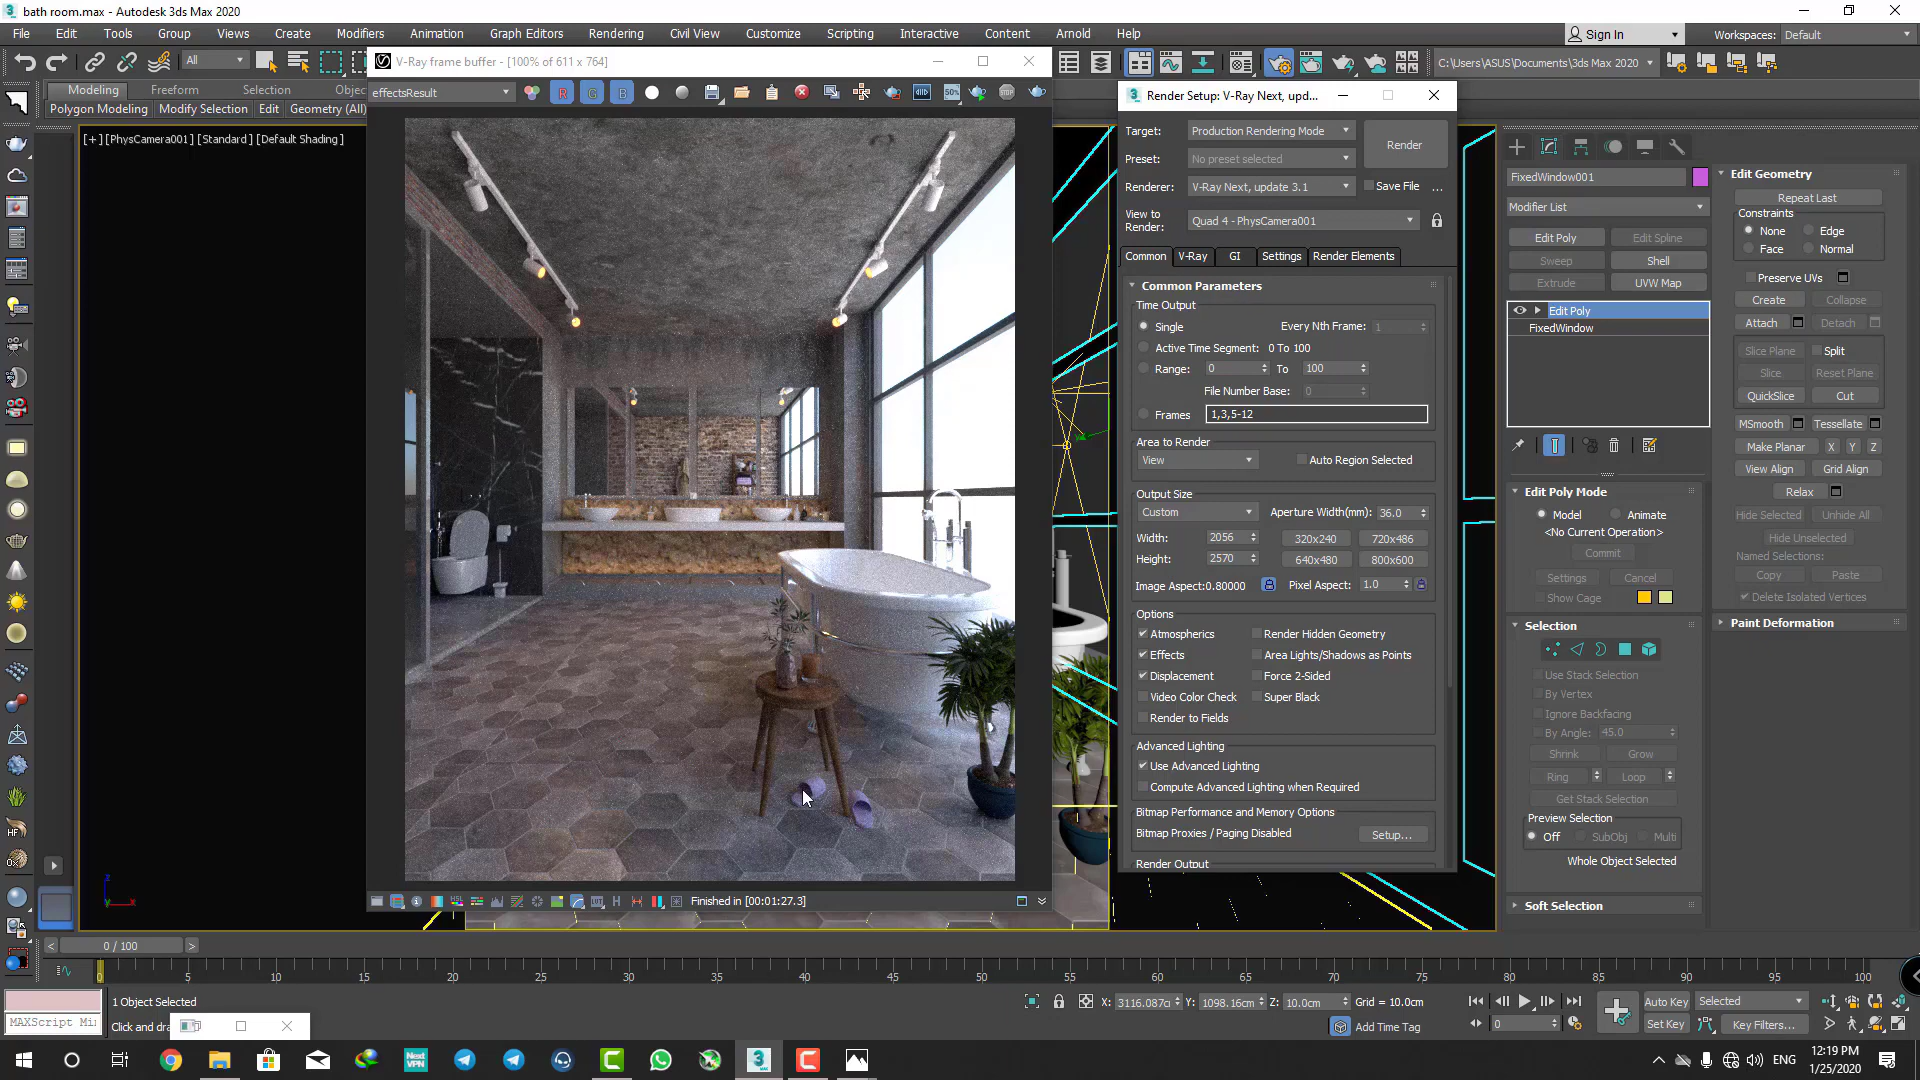 bath room.max - Autodesk 3ds Max 2020
File Edit Tools Group Views Create Modifiers Animation Graph Editors Rendering Civil View Customize Scripting Interactive Content Arnold Help
Sign In Workspaces: Default
All
V-Ray frame buffer - [100% of 611 x 764]
C:\Users\ASUS\Documents\3ds Max 2020
Modeling Freeform Selection
effectsResult
R G B
50%
Polygon Modeling Modify Selection Edit Geometry (All)
[+] [PhysCamera001] [Standard] [Default Shading]
Finished in [00:01:27.3]
HSL
LUT
H
Render Setup: V-Ray Next, upd...
Target: Production Rendering Mode
Render
Preset: No preset selected
Renderer: V-Ray Next, update 3.1 Save File ...
View to
Render: Quad 4 - PhysCamera001
Common V-Ray GI Settings Render Elements
Common Parameters
Time Output
Single Every Nth Frame: 1
Active Time Segment: 0 To 100
Range: 0 To 100
File Number Base: 0
Frames 1,3,5-12
Area to Render
View Auto Region Selected
Output Size
Custom Aperture Width(mm): 36.0
Width: 2056 320x240 720x486
Height: 2570 640x480 800x600
Image Aspect: 0.80000 Pixel Aspect: 1.0
Options
Atmospherics Render Hidden Geometry
Effects Area Lights/Shadows as Points
Displacement Force 2-Sided
Video Color Check Super Black
Render to Fields
Advanced Lighting
Use Advanced Lighting
Compute Advanced Lighting when Required
Bitmap Performance and Memory Options
Bitmap Proxies / Paging Disabled Setup...
Render Output
FixedWindow001
Modifier List
Edit Poly Edit Spline
Sweep Shell
Extrude UVW Map
Edit Poly
FixedWindow
Edit Poly Mode
Model Animate
<No Current Operation>
Commit
Settings Cancel
Show Cage
Selection
Use Stack Selection
By Vertex
Ignore Backfacing
By Angle: 45.0
Shrink Grow
Ring Loop
Get Stack Selection
Preview Selection
Off SubObj Multi
Whole Object Selected
Soft Selection
Edit Geometry
Repeat Last
Constraints
None Edge
Face Normal
Preserve UVs
Create Collapse
Attach Detach
Slice Plane Split
Slice Reset Plane
QuickSlice Cut
MSmooth Tessellate
Make Planar X Y Z
View Align Grid Align
Relax
Hide Selected Unhide All
Hide Unselected
Named Selections:
Copy Paste
Delete Isolated Vertices
Paint Deformation
HF
z
y x
< 0 / 100 >
0 5 10 15 20 25 30 35 40 45 50 55 60 65 70 75 80 85 90 95 100
1 Object Selected
MAXScript Mi
Click and dra
X: 3116.087c Y: 1098.16cm Z: 10.0cm Grid = 10.0cm
Add Time Tag
0
Auto Key Selected
Set Key Key Filters...
Next
VPN
3
MAX
ENG
12:19 PM
1/25/2020